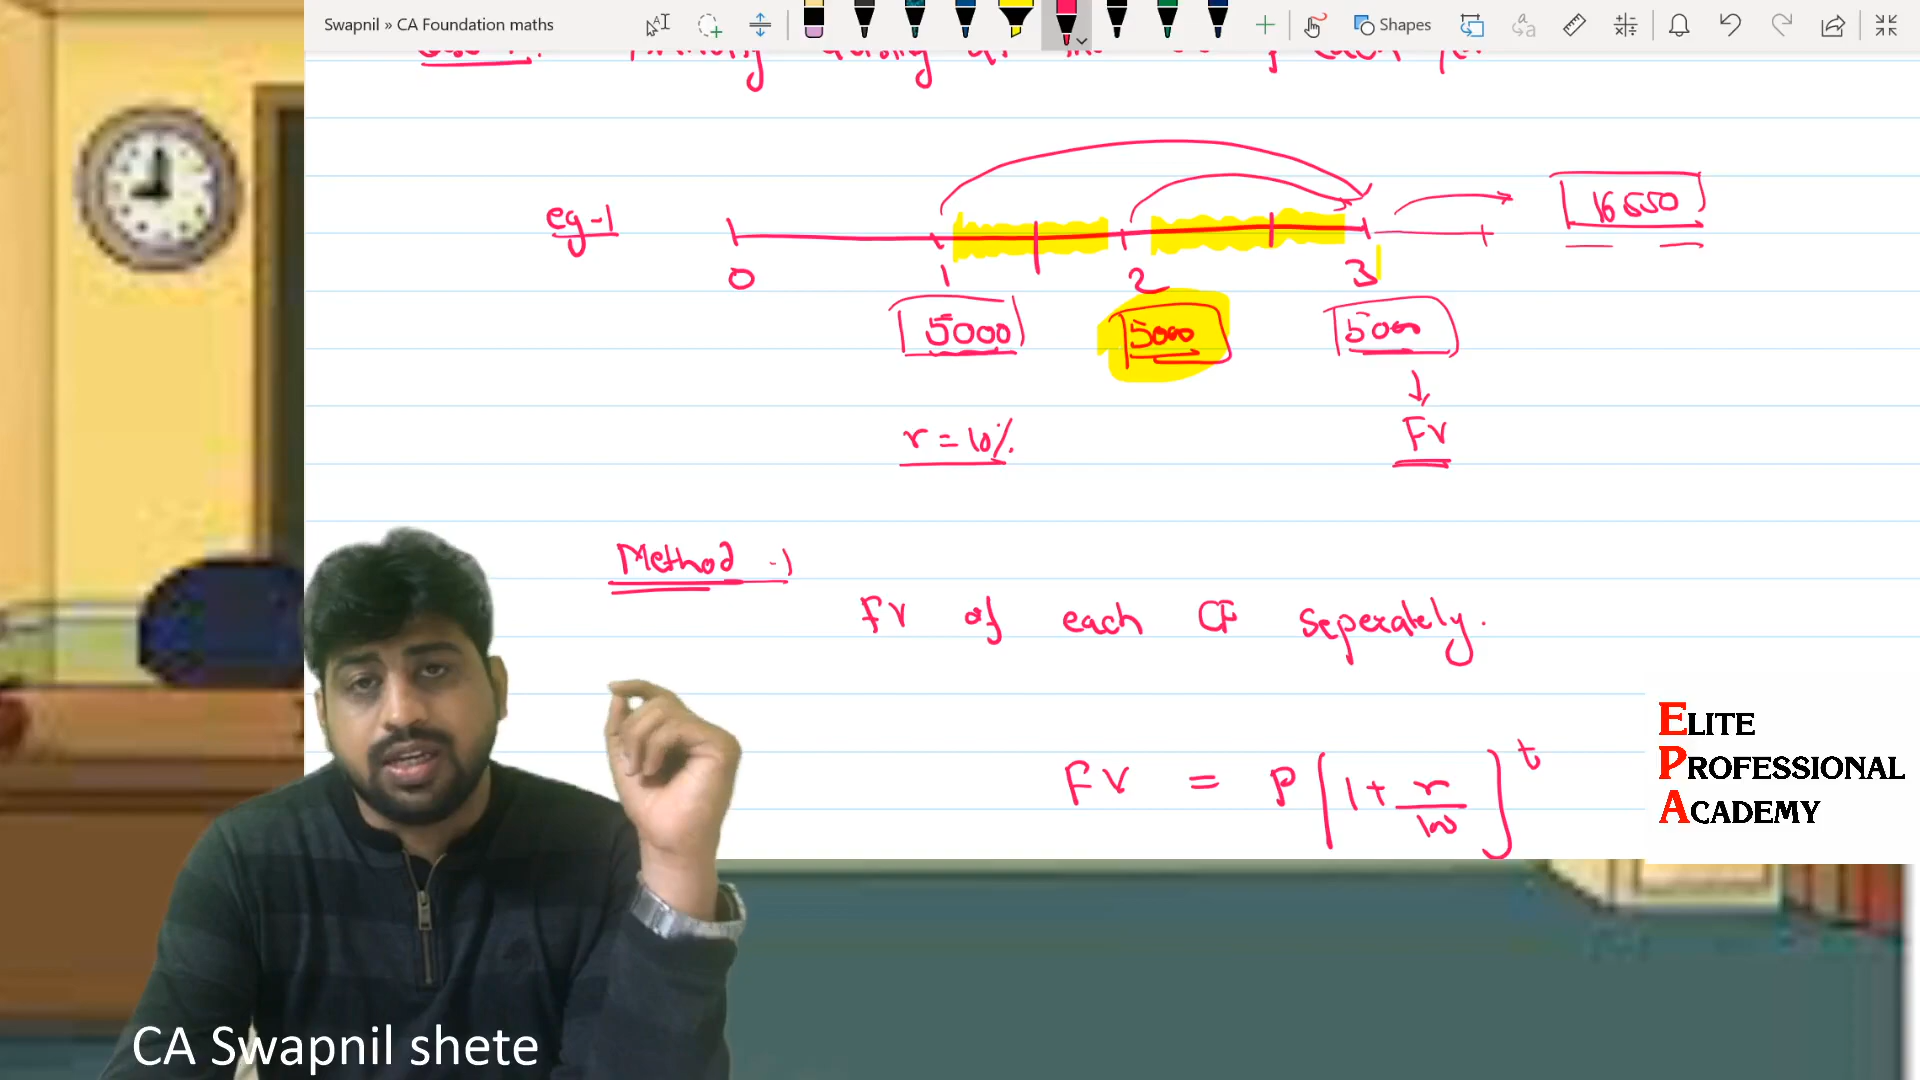 Swapnil » CA Foundation maths
Shapes
eg-1
16550
0
1
2
3
5000
5000
5000
r = 10%
FV
Method -1
FV of each CF seperately.
FV = P [1 + r/100]^t
ELITE
PROFESSIONAL
ACADEMY
CA Swapnil shete